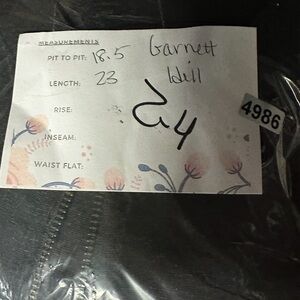 MEASUREMENTS
PIT TO PIT: 18.5 Garnett
LENGTH: 23 Hill
RISE: 24
4986
INSEAM:
WAIST FLAT: